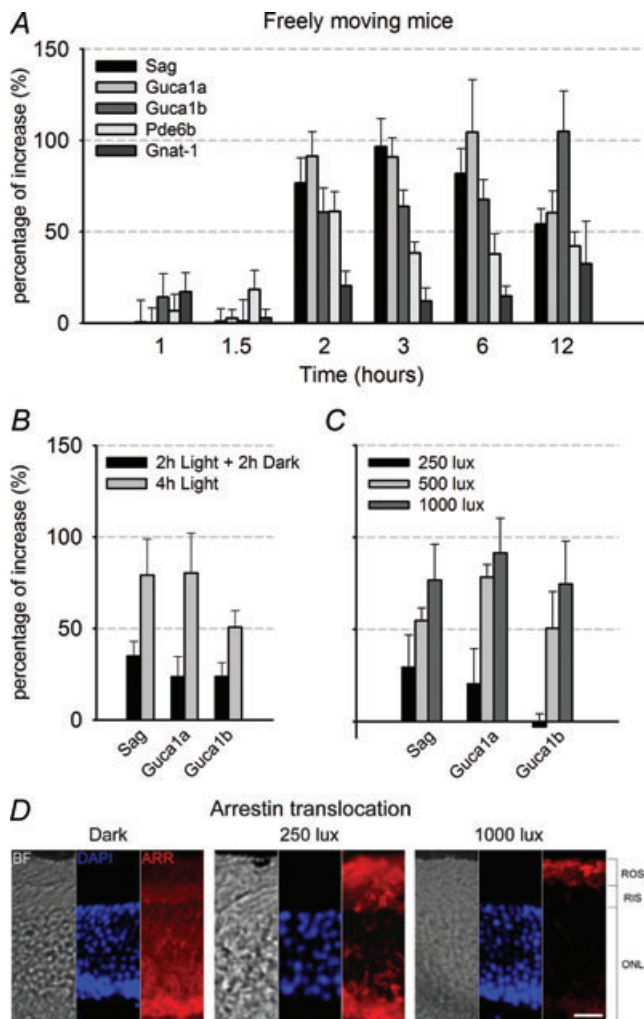 A
Freely moving mice
percentage of increase (%)
150
100
50
0
Sag
Guca1a
Guca1b
Pde6b
Gnat-1
1 1.5 2 3 6 12
Time (hours)
B
percentage of increase (%)
150
100
50
0
2h Light + 2h Dark
4h Light
Sag Guca1a Guca1b
C
250 lux
500 lux
1000 lux
Sag Guca1a Guca1b
D
Arrestin translocation
Dark 250 lux 1000 lux
BF DAPI ARR
ROS
RIS
ONL